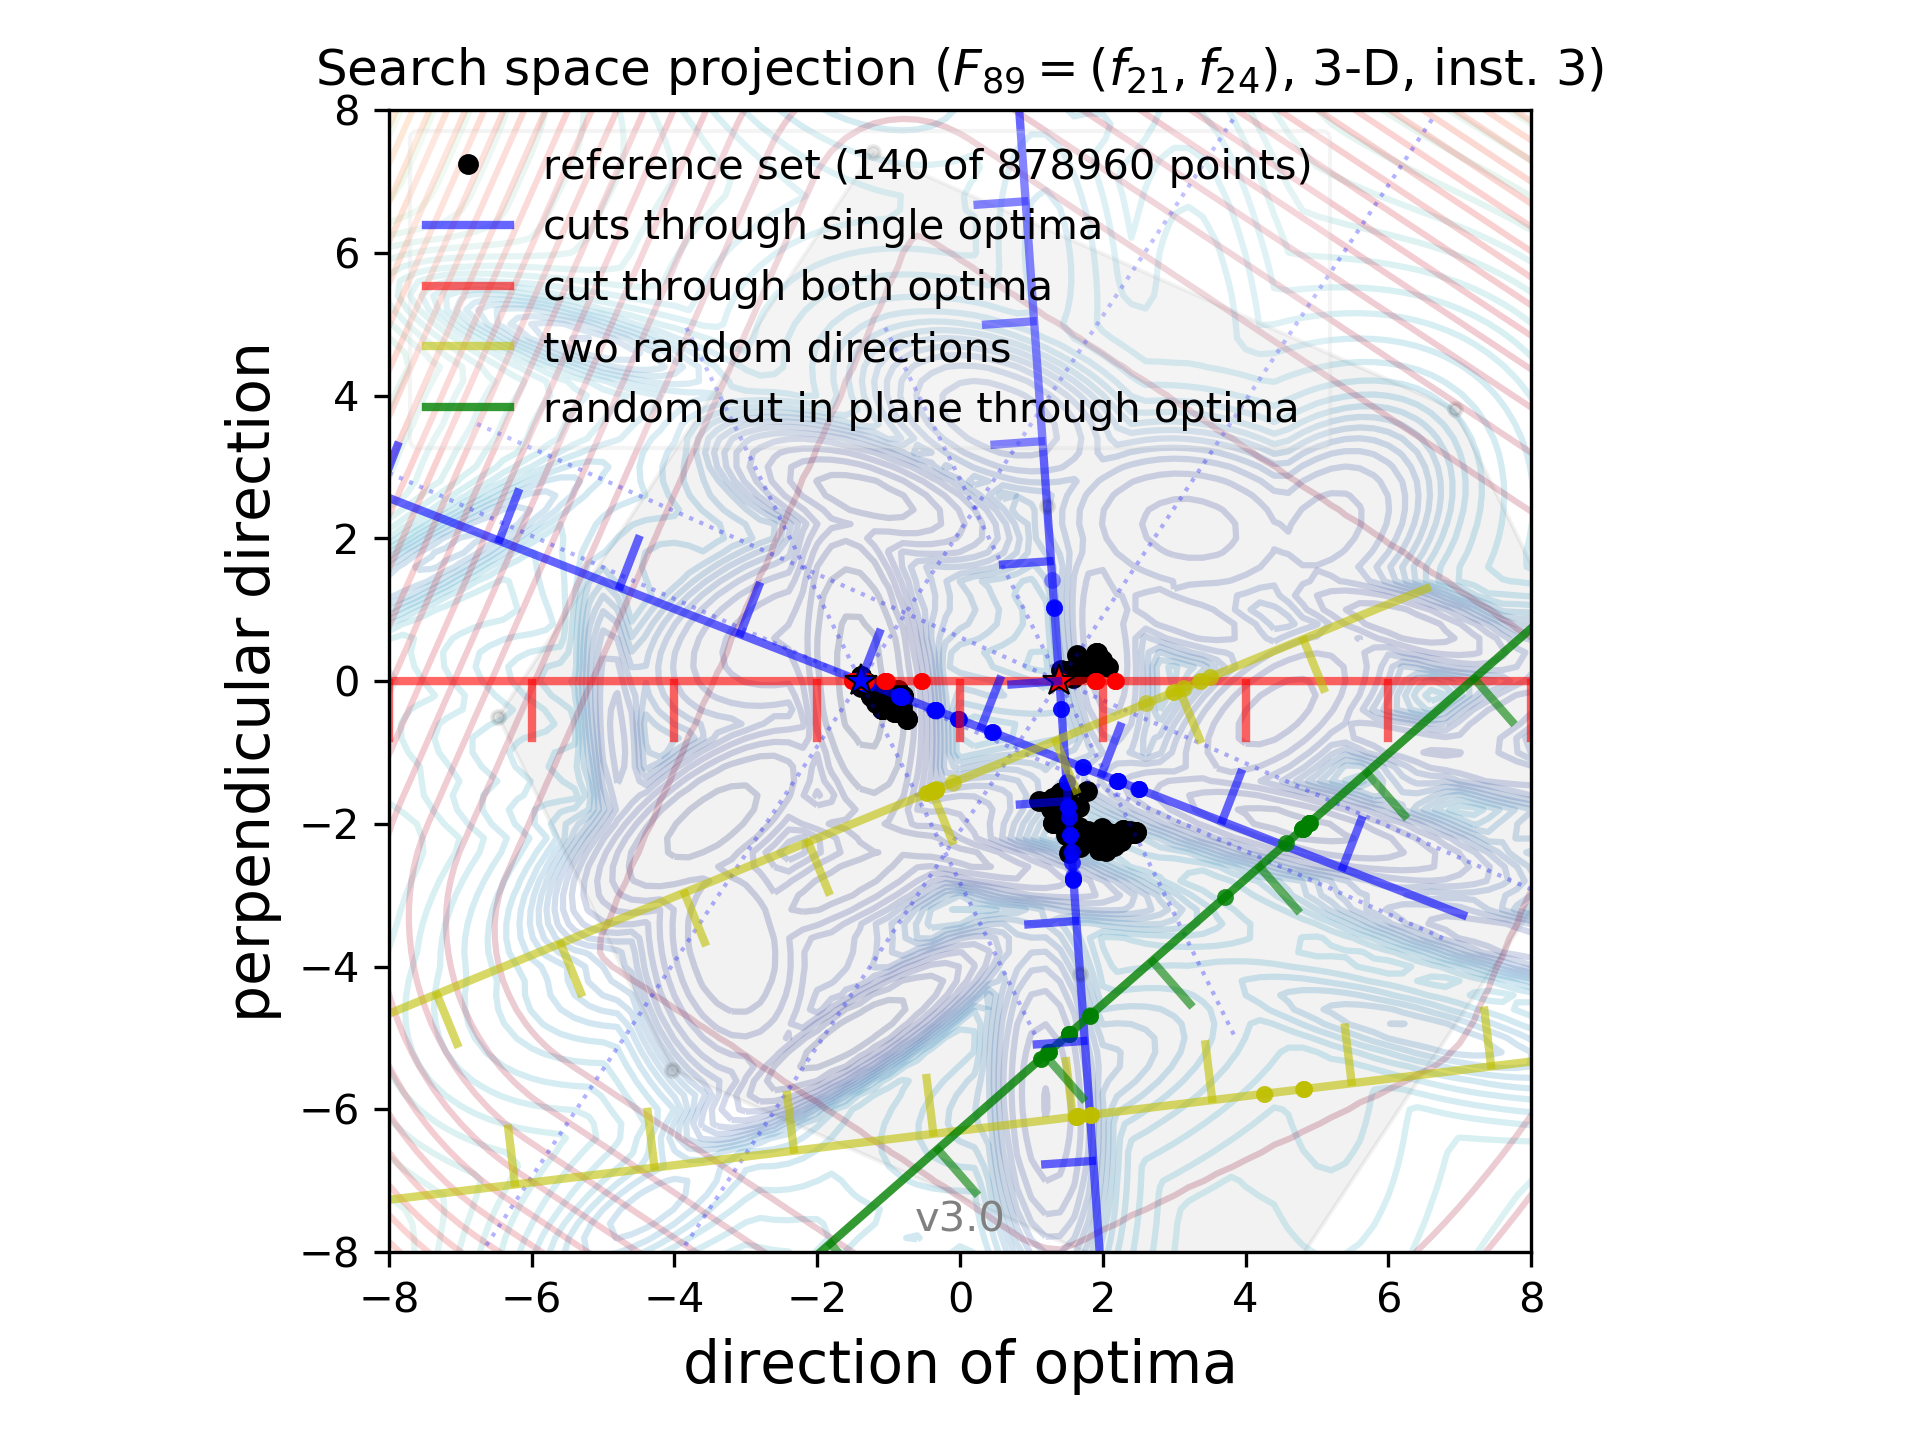 Search space projection (F₈₉ = (f₂₁, f₂₄), 3-D, inst. 3)
reference set (140 of 878960 points)
cuts through single optima
cut through both optima
two random directions
random cut in plane through optima
perpendicular direction
8
6
4
2
0
−2
−4
−6
−8
v3.0
−8 −6 −4 −2 0 2 4 6 8
direction of optima